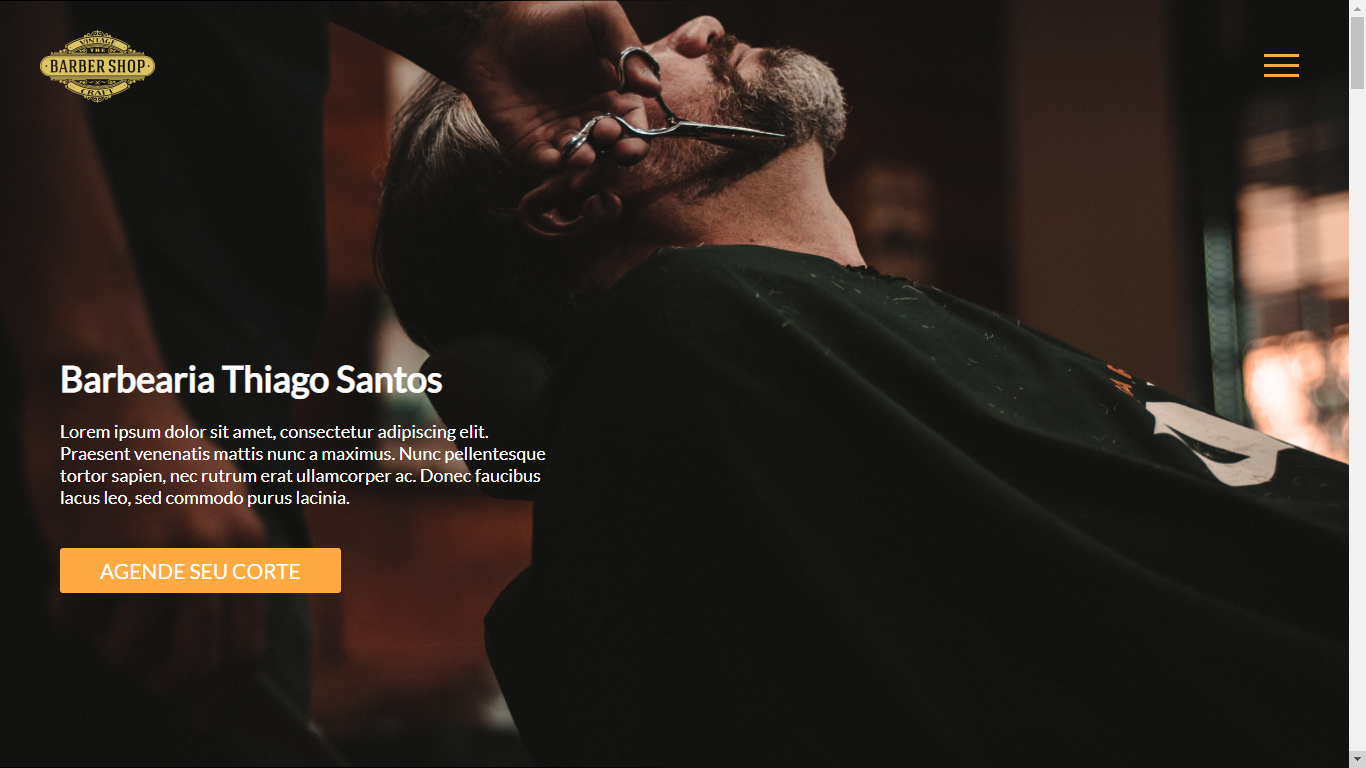 VINTAGE
THE
BARBER SHOP
CRAFT
Barbearia Thiago Santos
Lorem ipsum dolor sit amet, consectetur adipiscing elit.
Praesent venenatis mattis nunc a maximus. Nunc pellentesque
tortor sapien, nec rutrum erat ullamcorper ac. Donec faucibus
lacus leo, sed commodo purus lacinia.
AGENDE SEU CORTE